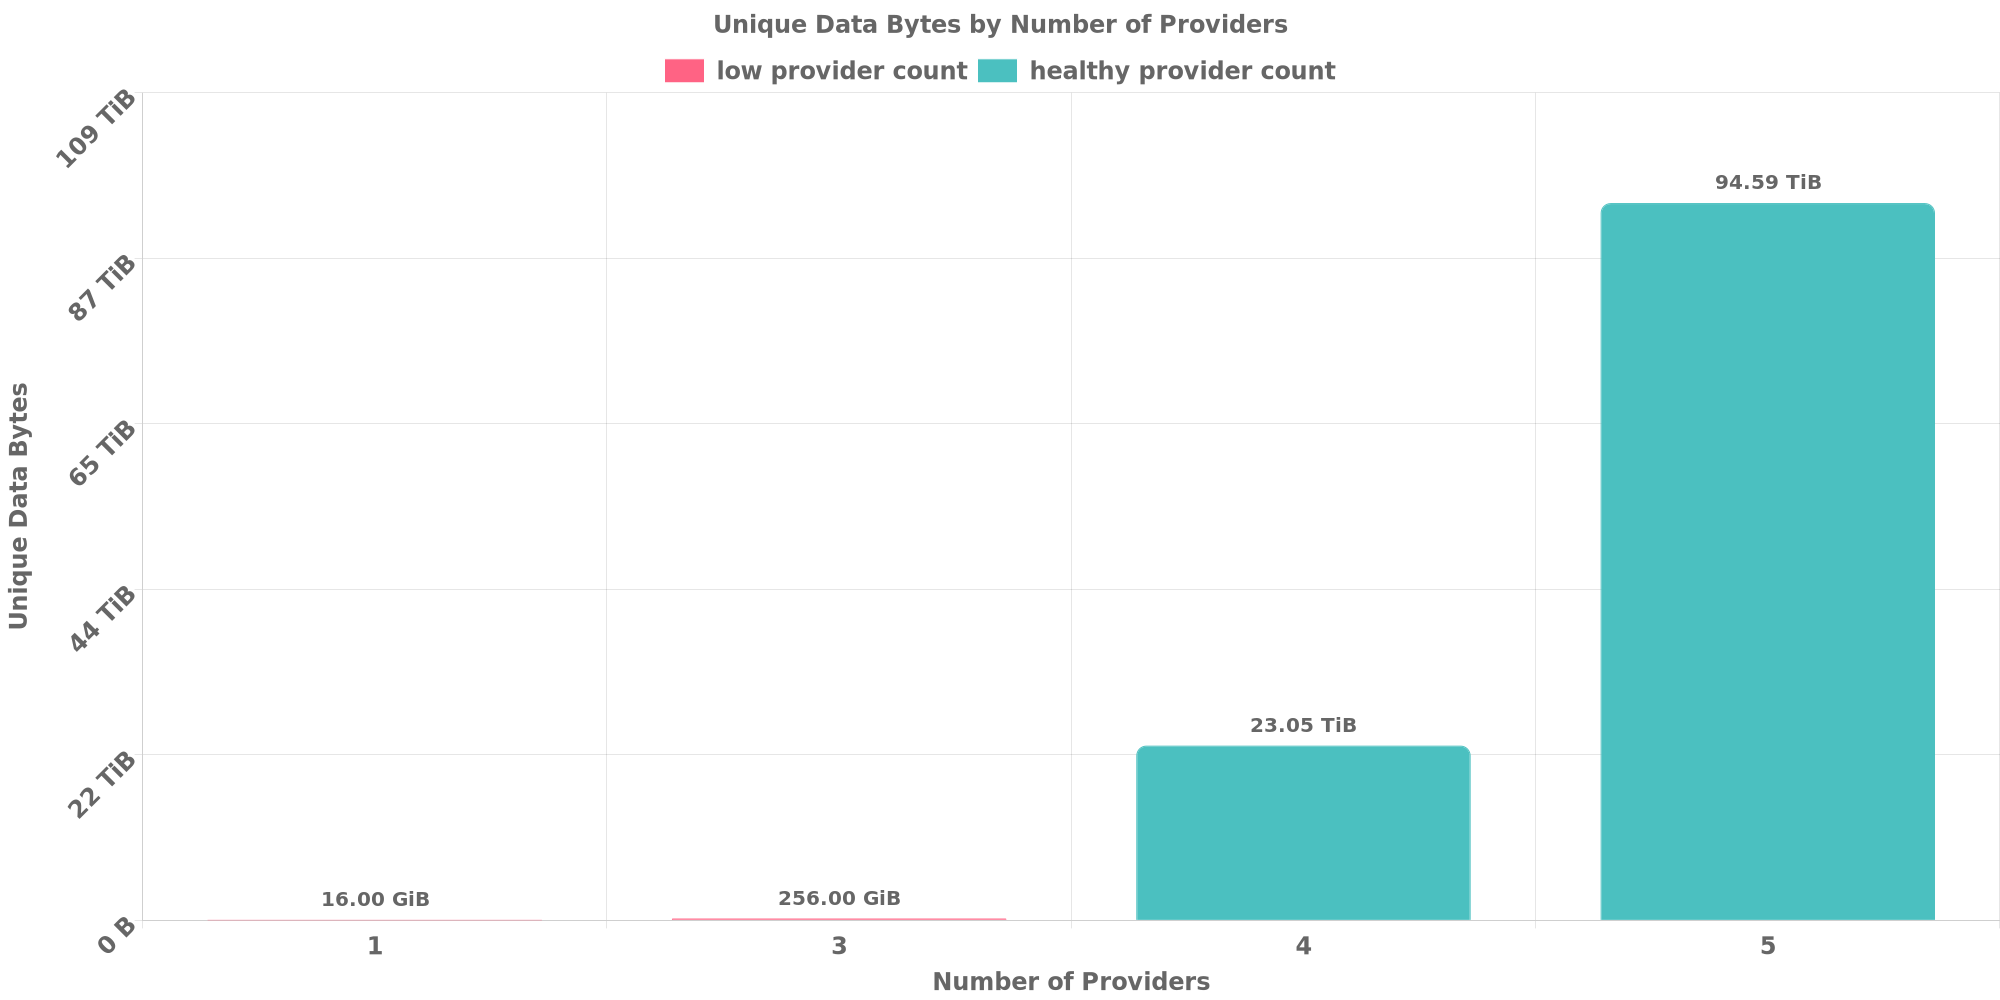 Unique Data Bytes by Number of Providers
low provider count
healthy provider count
109 TiB
87 TiB
65 TiB
44 TiB
22 TiB
0 B
Unique Data Bytes
16.00 GiB
256.00 GiB
23.05 TiB
94.59 TiB
1
3
4
5
Number of Providers